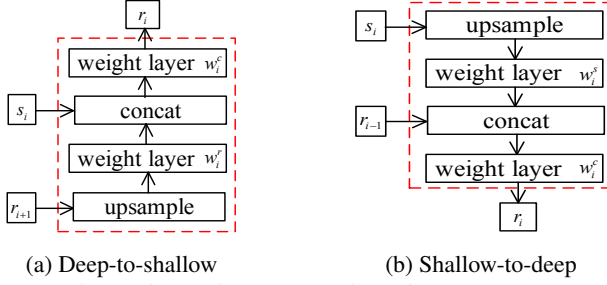 r_i
weight layer w_i^c
s_i
concat
weight layer w_i^r
r_{i+1}
upsample
(a) Deep-to-shallow
s_i
upsample
weight layer w_i^s
r_{i-1}
concat
weight layer w_i^c
r_i
(b) Shallow-to-deep